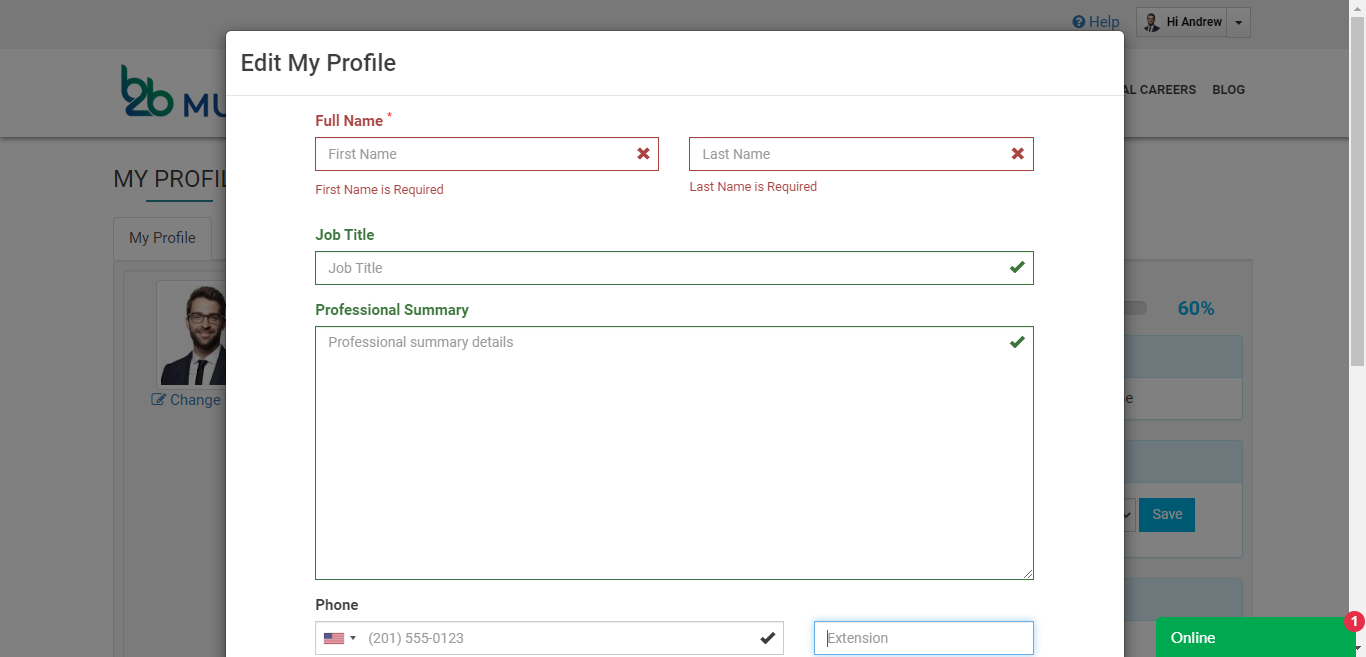 Help
Hi Andrew
Edit My Profile
b2b MU
AL CAREERS BLOG
Full Name *
First Name
Last Name
First Name is Required
Last Name is Required
MY PROFIL
My Profile
Job Title
Job Title
60%
Professional Summary
Professional summary details
Change
e
Save
Phone
(201) 555-0123
Extension
1
Online